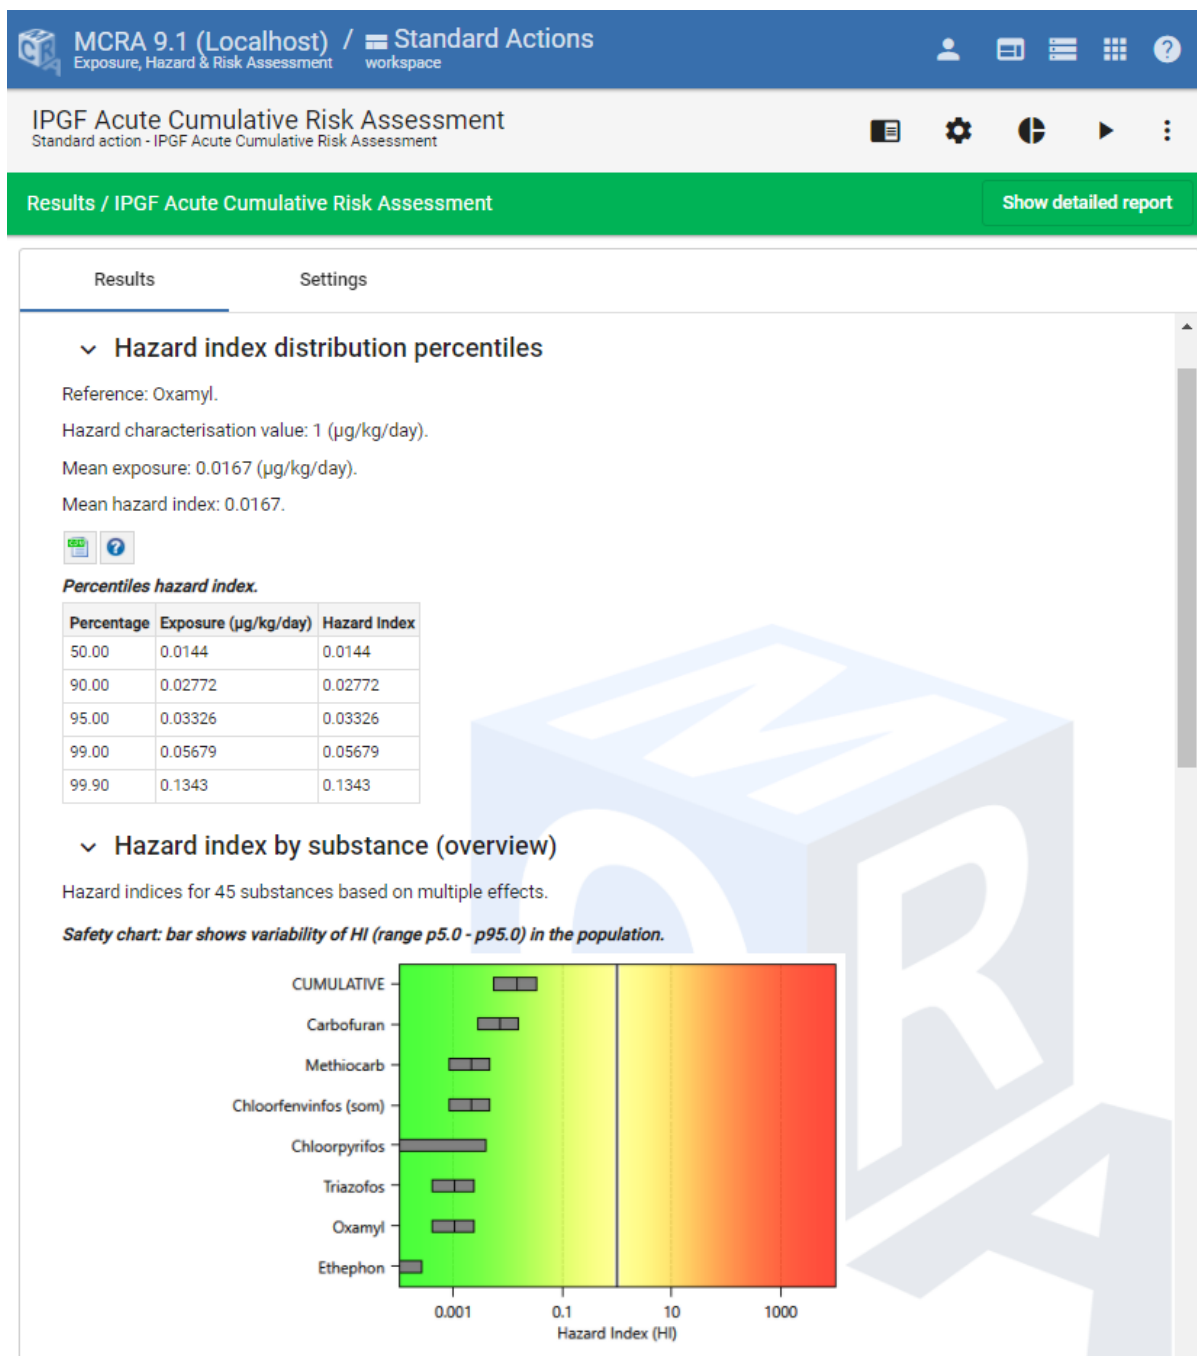 MCRA 9.1 (Localhost) / Standard Actions
Exposure, Hazard & Risk Assessment workspace
IPGF Acute Cumulative Risk Assessment
Standard action - IPGF Acute Cumulative Risk Assessment
Results / IPGF Acute Cumulative Risk Assessment Show detailed report
Results Settings
Hazard index distribution percentiles
Reference: Oxamyl.
Hazard characterisation value: 1 (µg/kg/day).
Mean exposure: 0.0167 (µg/kg/day).
Mean hazard index: 0.0167.
Percentiles hazard index.
Percentage Exposure (µg/kg/day) Hazard Index
50.00 0.0144 0.0144
90.00 0.02772 0.02772
95.00 0.03326 0.03326
99.00 0.05679 0.05679
99.90 0.1343 0.1343
Hazard index by substance (overview)
Hazard indices for 45 substances based on multiple effects.
Safety chart: bar shows variability of HI (range p5.0 - p95.0) in the population.
CUMULATIVE
Carbofuran
Methiocarb
Chloorfenvinfos (som)
Chloorpyrifos
Triazofos
Oxamyl
Ethephon
0.001 0.1 10 1000
Hazard Index (HI)
MCRA